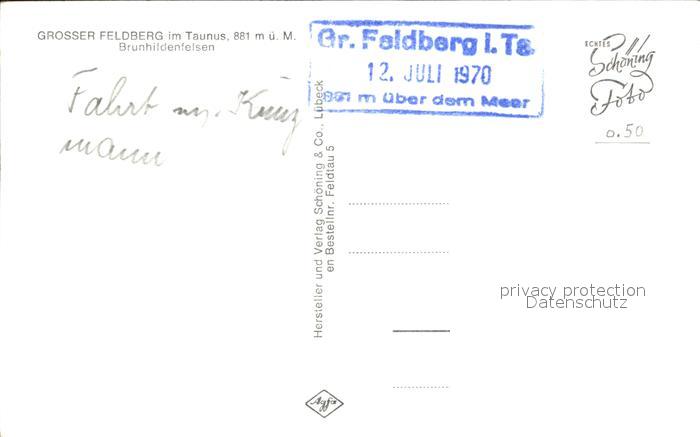 GROSSER FELDBERG im Taunus, 881 m ü. M.
Brunhildenfelsen
Gr. Feldberg i. Ts.
12. JULI 1970
881 m über dem Meer
ECHTES
Schöning
Foto
0.50
Fahrt m. Kunz
mann
Hersteller und Verlag Schöning & Co., Lübeck
en Bestellnr. Feldtau 5
privacy protection
Datenschutz
Agfa